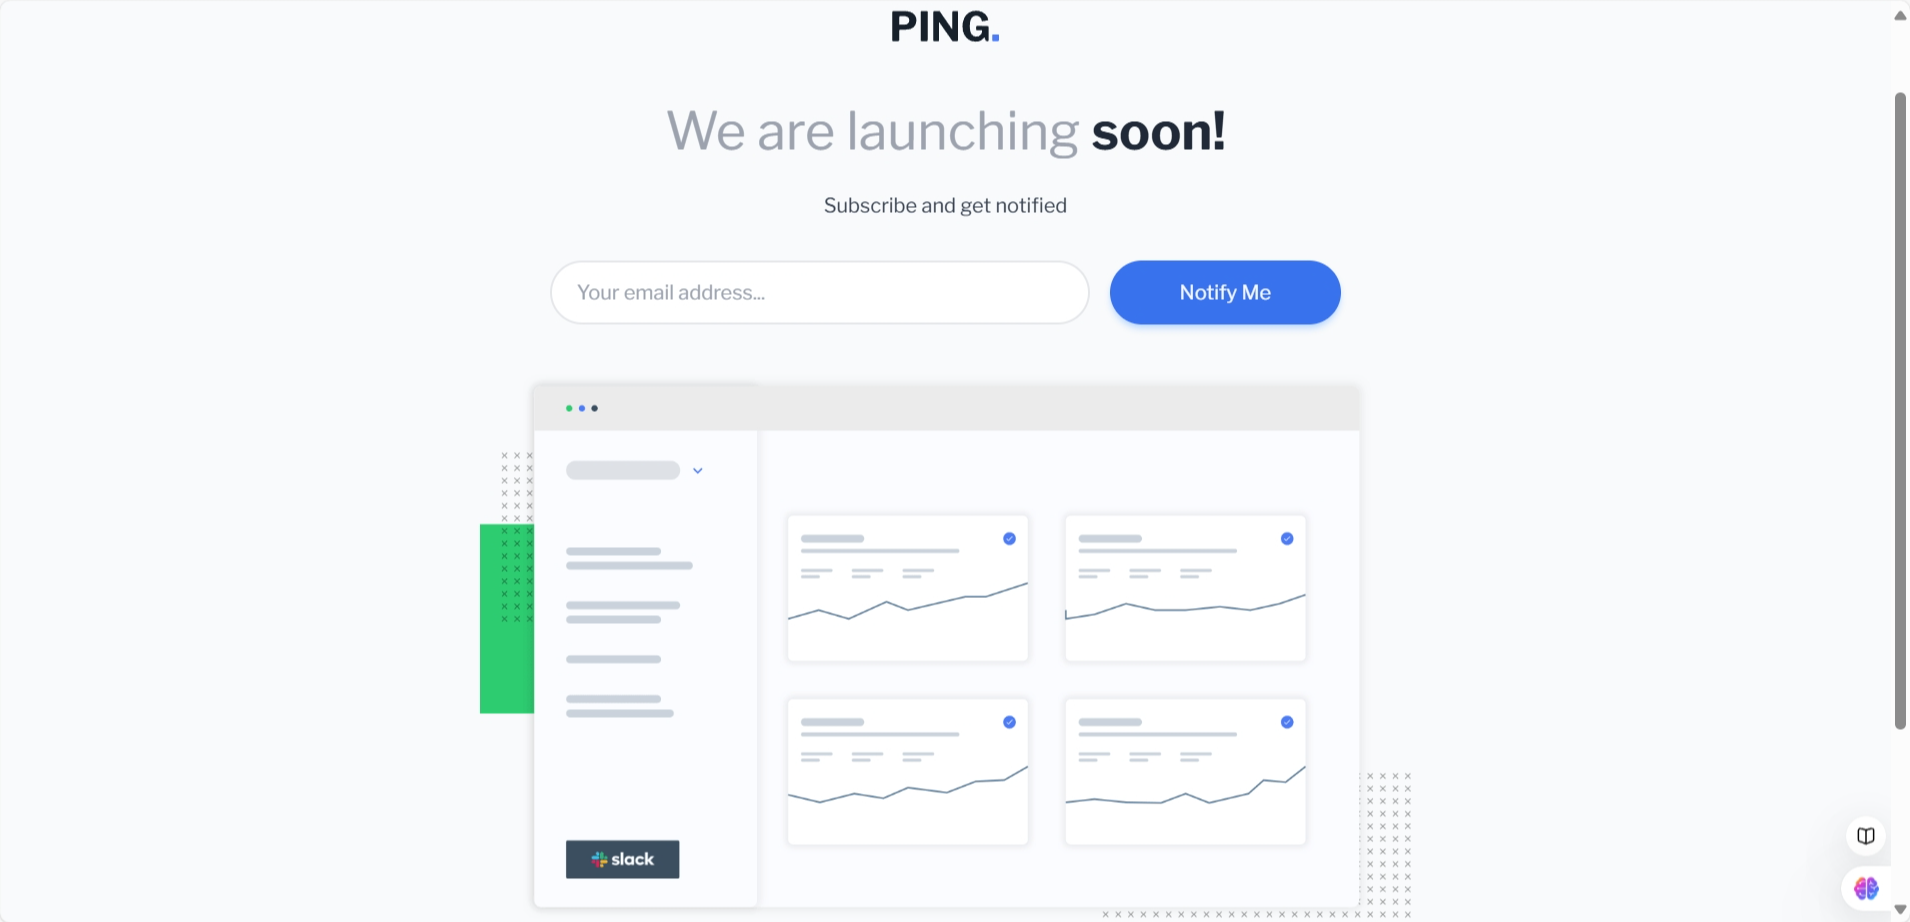 PING.
We are launching soon!
Subscribe and get notified
Your email address...
Notify Me
slack